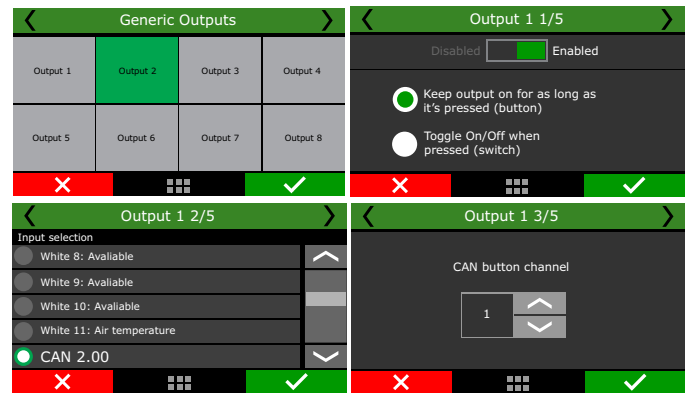 Generic Outputs
Output 1
Output 2
Output 3
Output 4
Output 5
Output 6
Output 7
Output 8
Output 1 1/5
Disabled
Enabled
Keep output on for as long as
it's pressed (button)
Toggle On/Off when
pressed (switch)
Output 1 2/5
Input selection
White 8: Avaliable
White 9: Avaliable
White 10: Avaliable
White 11: Air temperature
CAN 2.00
Output 1 3/5
CAN button channel
1